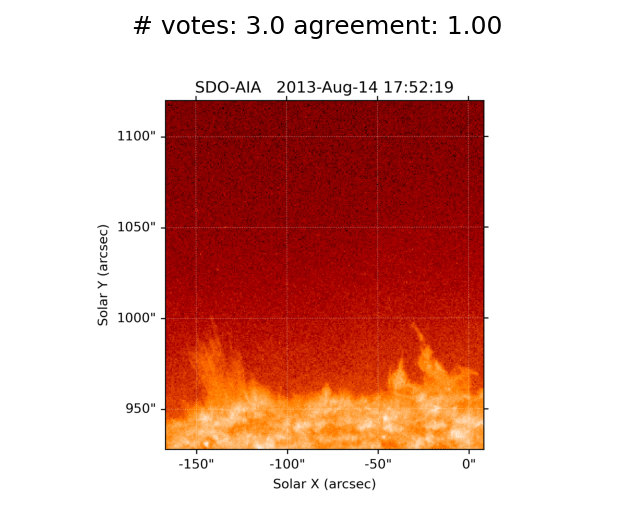 # votes: 3.0 agreement: 1.00
SDO-AIA   2013-Aug-14 17:52:19
1100"
1050"
1000"
950"
Solar Y (arcsec)
-150"
-100"
-50"
0"
Solar X (arcsec)